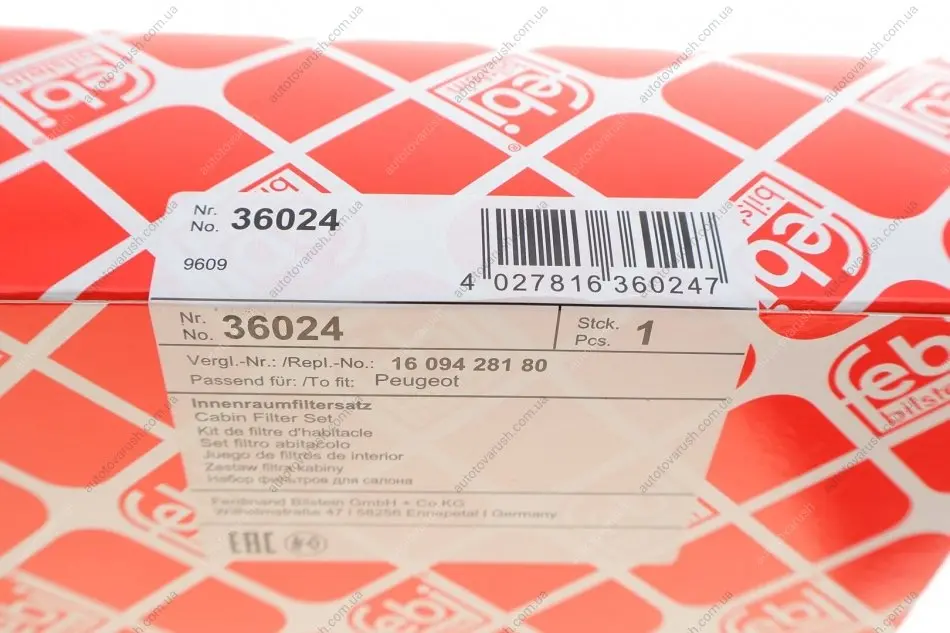 febi
bilstein
Nr.
No. 36024
9609
4 027816 360247
Nr.
No. 36024
Stck.
Pcs. 1
Vergl.-Nr.: /Repl.-No.: 16 094 281 80
Passend für: /To fit: Peugeot
Innenraumfiltersatz
Cabin Filter Set
Kit de filtre d'habitacle
Set filtro abitacolo
Juego de filtros de interior
Zestaw filtra kabiny
Набор фильтров для салона
Ferdinand Bilstein GmbH + Co KG
Wilhelmstraße 47 | 58256 Ennepetal | Germany
EAC
febi
bilstein
autotovarush.com.ua